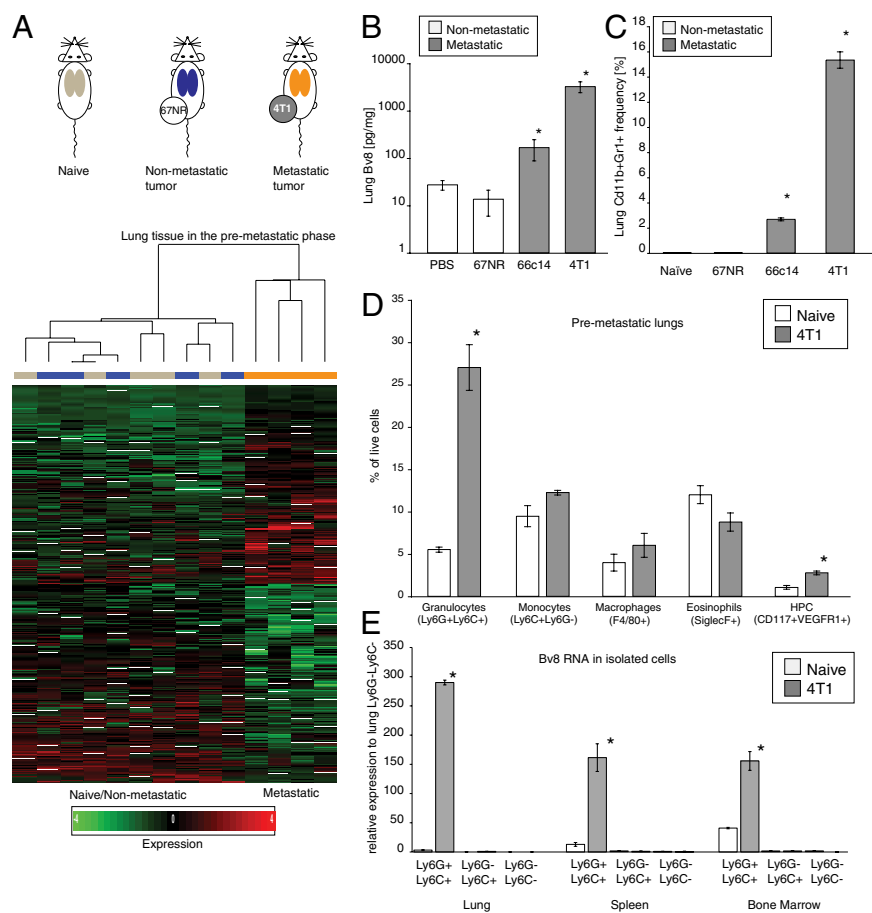 A
67NR
4T1
Naive
Non-metastatic
tumor
Metastatic
tumor
Lung tissue in the pre-metastatic phase
Naive/Non-metastatic
Metastatic
-4
0
4
Expression
B
Non-metastatic
Metastatic
Lung Bv8 [pg/mg]
10000
1000
100
10
1
*
*
PBS
67NR
66c14
4T1
C
Non-metastatic
Metastatic
Lung Cd11b+Gr1+ frequency [%]
18
16
14
12
10
8
6
4
2
0
*
*
Naïve
67NR
66c14
4T1
D
Pre-metastatic lungs
Naive
4T1
% of live cells
35
30
25
20
15
10
5
0
*
*
Granulocytes
(Ly6G+Ly6C+)
Monocytes
(Ly6C+Ly6G-)
Macrophages
(F4/80+)
Eosinophils
(SiglecF+)
HPC
(CD117+VEGFR1+)
E
Bv8 RNA in isolated cells
Naive
4T1
relative expression to lung Ly6G-Ly6C-
350
300
250
200
150
100
50
0
*
*
*
Ly6G+
Ly6C+
Ly6G-
Ly6C+
Ly6G-
Ly6C-
Ly6G+
Ly6C+
Ly6G-
Ly6C+
Ly6G-
Ly6C-
Ly6G+
Ly6C+
Ly6G-
Ly6C+
Ly6G-
Ly6C-
Lung
Spleen
Bone Marrow